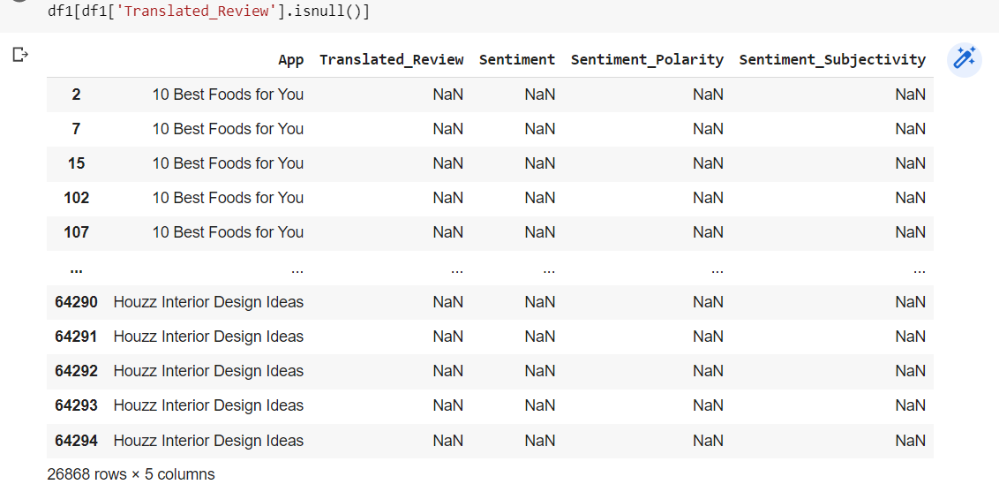 df1[df1['Translated_Review'].isnull()]
App Translated_Review Sentiment Sentiment_Polarity Sentiment_Subjectivity
2 10 Best Foods for You NaN NaN NaN NaN
7 10 Best Foods for You NaN NaN NaN NaN
15 10 Best Foods for You NaN NaN NaN NaN
102 10 Best Foods for You NaN NaN NaN NaN
107 10 Best Foods for You NaN NaN NaN NaN
... ... ... ... ... ...
64290 Houzz Interior Design Ideas NaN NaN NaN NaN
64291 Houzz Interior Design Ideas NaN NaN NaN NaN
64292 Houzz Interior Design Ideas NaN NaN NaN NaN
64293 Houzz Interior Design Ideas NaN NaN NaN NaN
64294 Houzz Interior Design Ideas NaN NaN NaN NaN
26868 rows × 5 columns